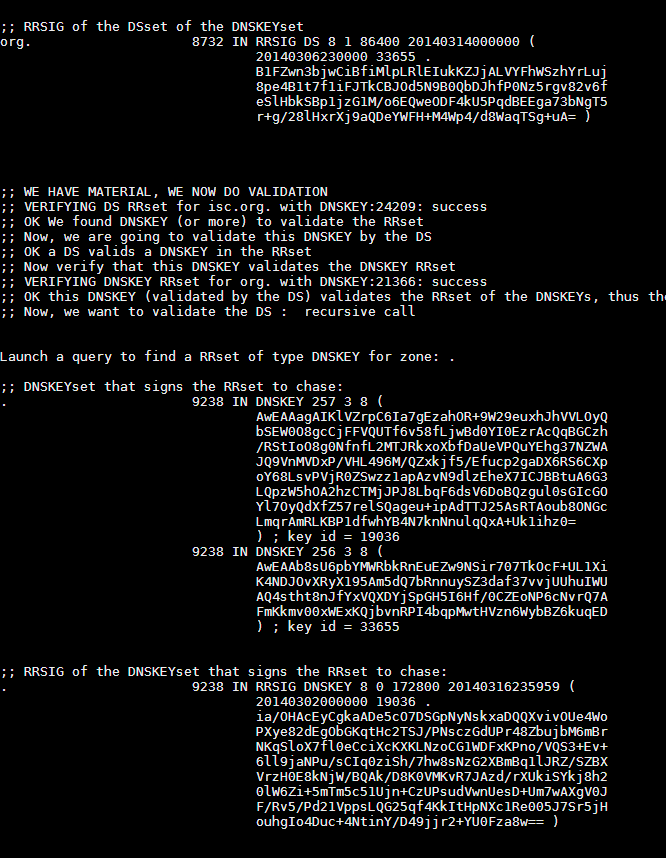 ;; RRSIG of the DSset of the DNSKEYset
org. 8732 IN RRSIG DS 8 1 86400 20140314000000 (
20140306230000 33655 .
B1FZwn3bjwCiBfiMlpLRlEIukKZJjALVYFhWSzhYrLuj
8pe4B1t7f1iFJTkCBJOd5N9B0QbDJhfP0Nz5rgv82v6f
eSlHbkSBp1jzG1M/o6EQweODF4kU5PqdBEEga73bNgT5
r+g/28lHxrXj9aQDeYWFH+M4Wp4/d8WaqTSg+uA= )
;; WE HAVE MATERIAL, WE NOW DO VALIDATION
;; VERIFYING DS RRset for isc.org. with DNSKEY:24209: success
;; OK We found DNSKEY (or more) to validate the RRset
;; Now, we are going to validate this DNSKEY by the DS
;; OK a DS valids a DNSKEY in the RRset
;; Now verify that this DNSKEY validates the DNSKEY RRset
;; VERIFYING DNSKEY RRset for org. with DNSKEY:21366: success
;; OK this DNSKEY (validated by the DS) validates the RRset of the DNSKEYs, thus the
;; Now, we want to validate the DS :  recursive call
Launch a query to find a RRset of type DNSKEY for zone: .
;; DNSKEYset that signs the RRset to chase:
. 9238 IN DNSKEY 257 3 8 (
AwEAAagAIKlVZrpC6Ia7gEzahOR+9W29euxhJhVVLOyQ
bSEW0O8gcCjFFVQUTf6v58fLjwBd0YI0EzrAcQqBGCzh
/RStIoO8g0NfnfL2MTJRkxoXbfDaUeVPQuYEhg37NZWA
JQ9VnMVDxP/VHL496M/QZxkjf5/Efucp2gaDX6RS6CXp
oY68LsvPVjR0ZSwzz1apAzvN9dlzEheX7ICJBBtuA6G3
LQpzW5hOA2hzCTMjJPJ8LbqF6dsV6DoBQzgul0sGIcGO
Yl7OyQdXfZ57relSQageu+ipAdTTJ25AsRTAoub8ONGc
LmqrAmRLKBP1dfwhYB4N7knNnulqQxA+Uk1ihz0=
) ; key id = 19036
9238 IN DNSKEY 256 3 8 (
AwEAAb8sU6pbYMWRbkRnEuEZw9NSir707TkOcF+UL1Xi
K4NDJOvXRyX195Am5dQ7bRnnuySZ3daf37vvjUUhuIWU
AQ4stht8nJfYxVQXDYjSpGH5I6Hf/0CZEoNP6cNvrQ7A
FmKkmv00xWExKQjbvnRPI4bqpMwtHVzn6WybBZ6kuqED
) ; key id = 33655
;; RRSIG of the DNSKEYset that signs the RRset to chase:
. 9238 IN RRSIG DNSKEY 8 0 172800 20140316235959 (
20140302000000 19036 .
ia/OHAcEyCgkaADe5cO7DSGpNyNskxaDQQXvivOUe4Wo
PXye82dEgObGKqtHc2TSJ/PNsczGdUPr48ZbujbM6mBr
NKqSloX7fl0eCciXcKXKLNzoCG1WDFxKPno/VQS3+Ev+
6ll9jaNPu/sCIq0ziSh/7hw8sNzG2XBmBq1lJRZ/SZBX
VrzH0E8kNjW/BQAk/D8K0VMKvR7JAzd/rXUkiSYkj8h2
0lW6Zi+5mTm5c51Ujn+CzUPsudVwnUesD+Um7wAXgV0J
F/Rv5/Pd21VppsLQG25qf4KkItHpNXc1Re005J7Sr5jH
ouhgIo4Duc+4NtinY/D49jjr2+YU0Fza8w== )